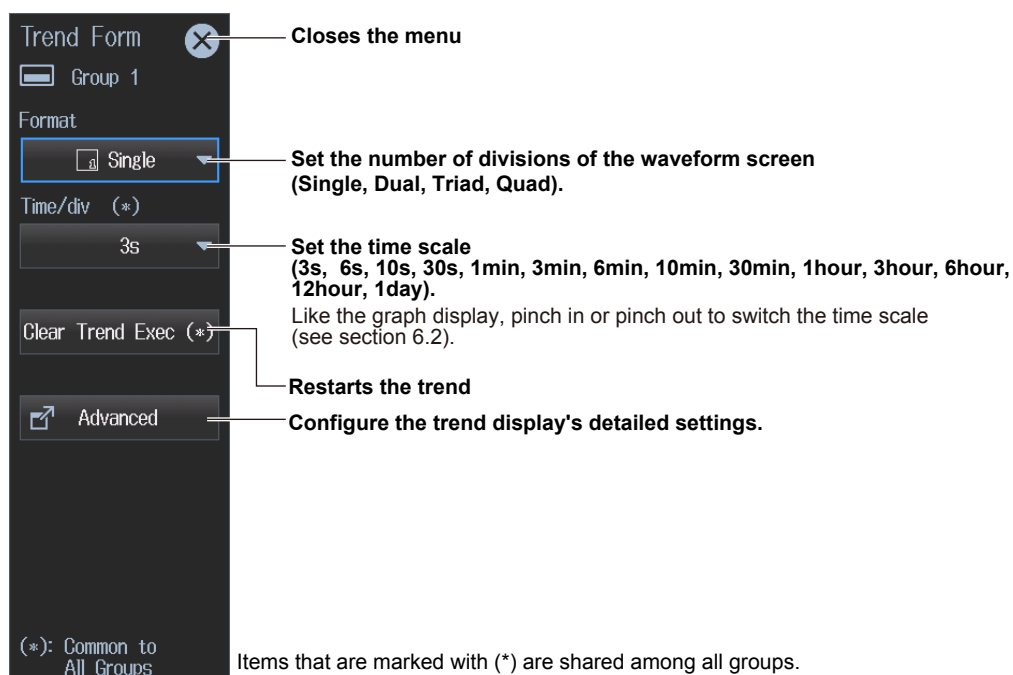 Trend Form
Closes the menu
Group 1
Format
1 Single
Set the number of divisions of the waveform screen
(Single, Dual, Triad, Quad).
Time/div (*)
3s
Set the time scale
(3s, 6s, 10s, 30s, 1min, 3min, 6min, 10min, 30min, 1hour, 3hour, 6hour,
12hour, 1day).
Like the graph display, pinch in or pinch out to switch the time scale
(see section 6.2).
Clear Trend Exec (*)
Restarts the trend
Advanced
Configure the trend display's detailed settings.
(*): Common to
All Groups
Items that are marked with (*) are shared among all groups.